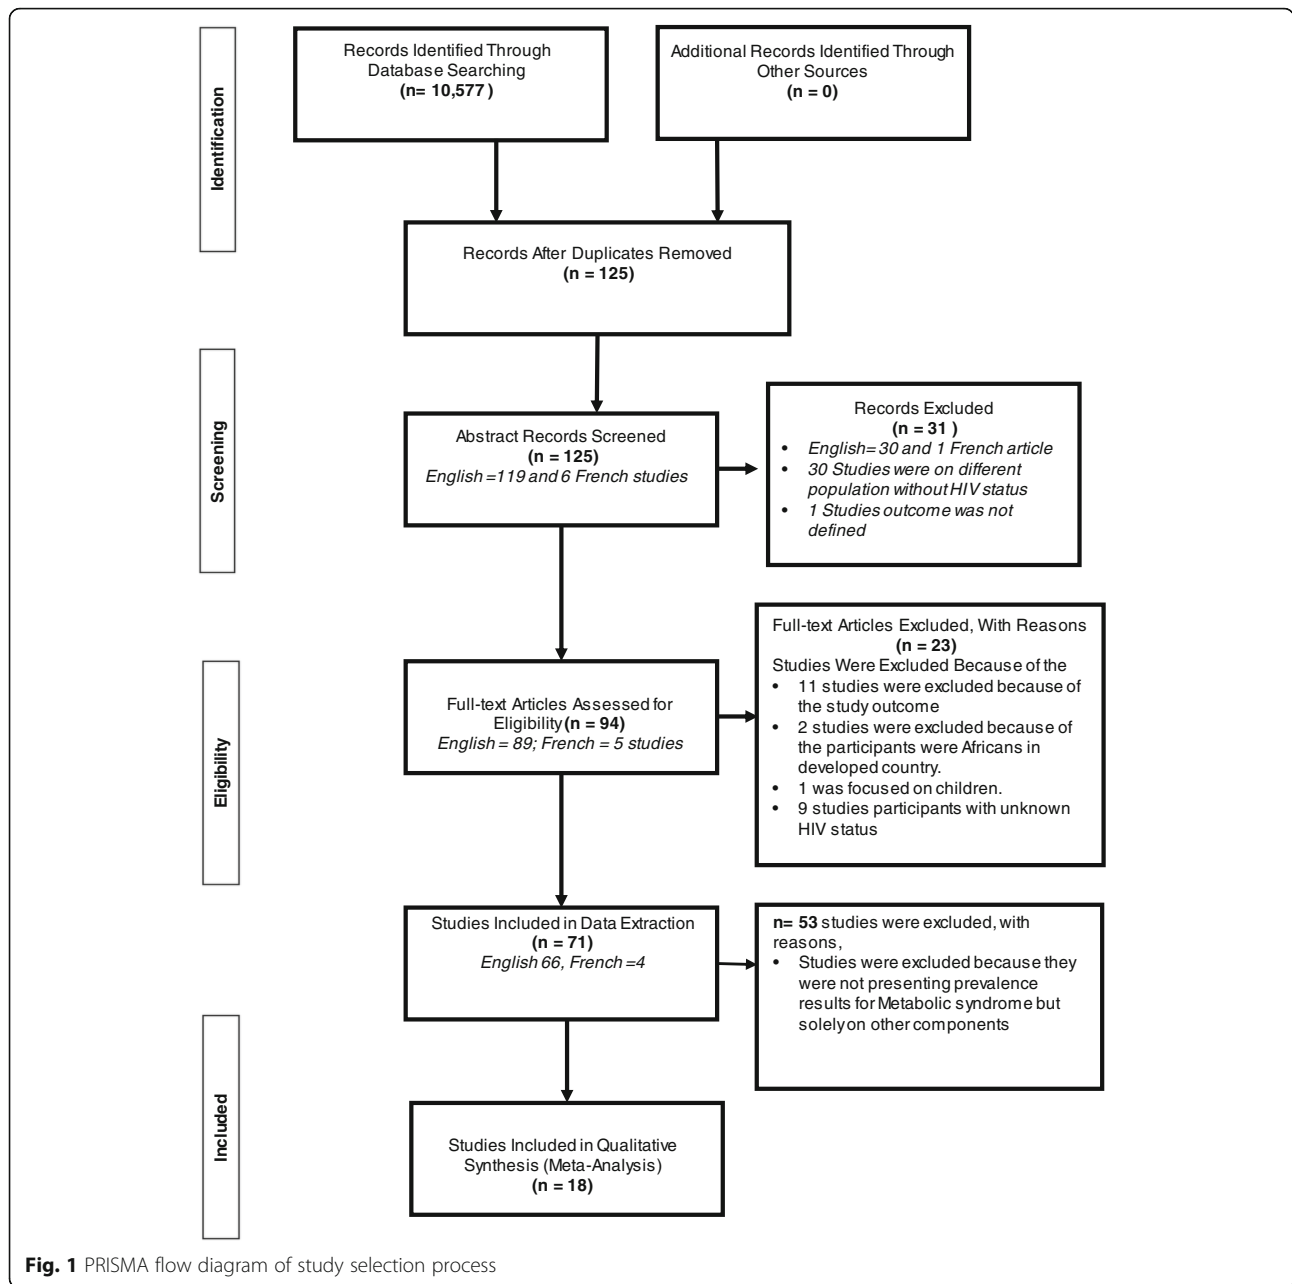 Identification
Records Identified Through
Database Searching
(n= 10,577 )
Additional Records Identified Through
Other Sources
(n = 0)
Records After Duplicates Removed
(n = 125)
Screening
Abstract Records Screened
(n = 125)
English =119 and 6 French studies
Records Excluded
(n = 31 )
• English= 30 and 1 French article
• 30 Studies were on different
population without HIV status
• 1 Studies outcome was not
defined
Eligibility
Full-text Articles Assessed for
Eligibility (n = 94)
English = 89; French = 5 studies
Full-text Articles Excluded, With Reasons
(n = 23)
Studies Were Excluded Because of the
• 11 studies were excluded because of
the study outcome
• 2 studies were excluded because of
the participants were Africans in
developed country.
• 1 was focused on children.
• 9 studies participants with unknown
HIV status
Studies Included in Data Extraction
(n = 71)
English 66, French =4
n= 53 studies were excluded, with
reasons,
• Studies were excluded because they
were not presenting prevalence
results for Metabolic syndrome but
solely on other components
Included
Studies Included in Qualitative
Synthesis (Meta-Analysis)
(n = 18)
Fig. 1 PRISMA flow diagram of study selection process